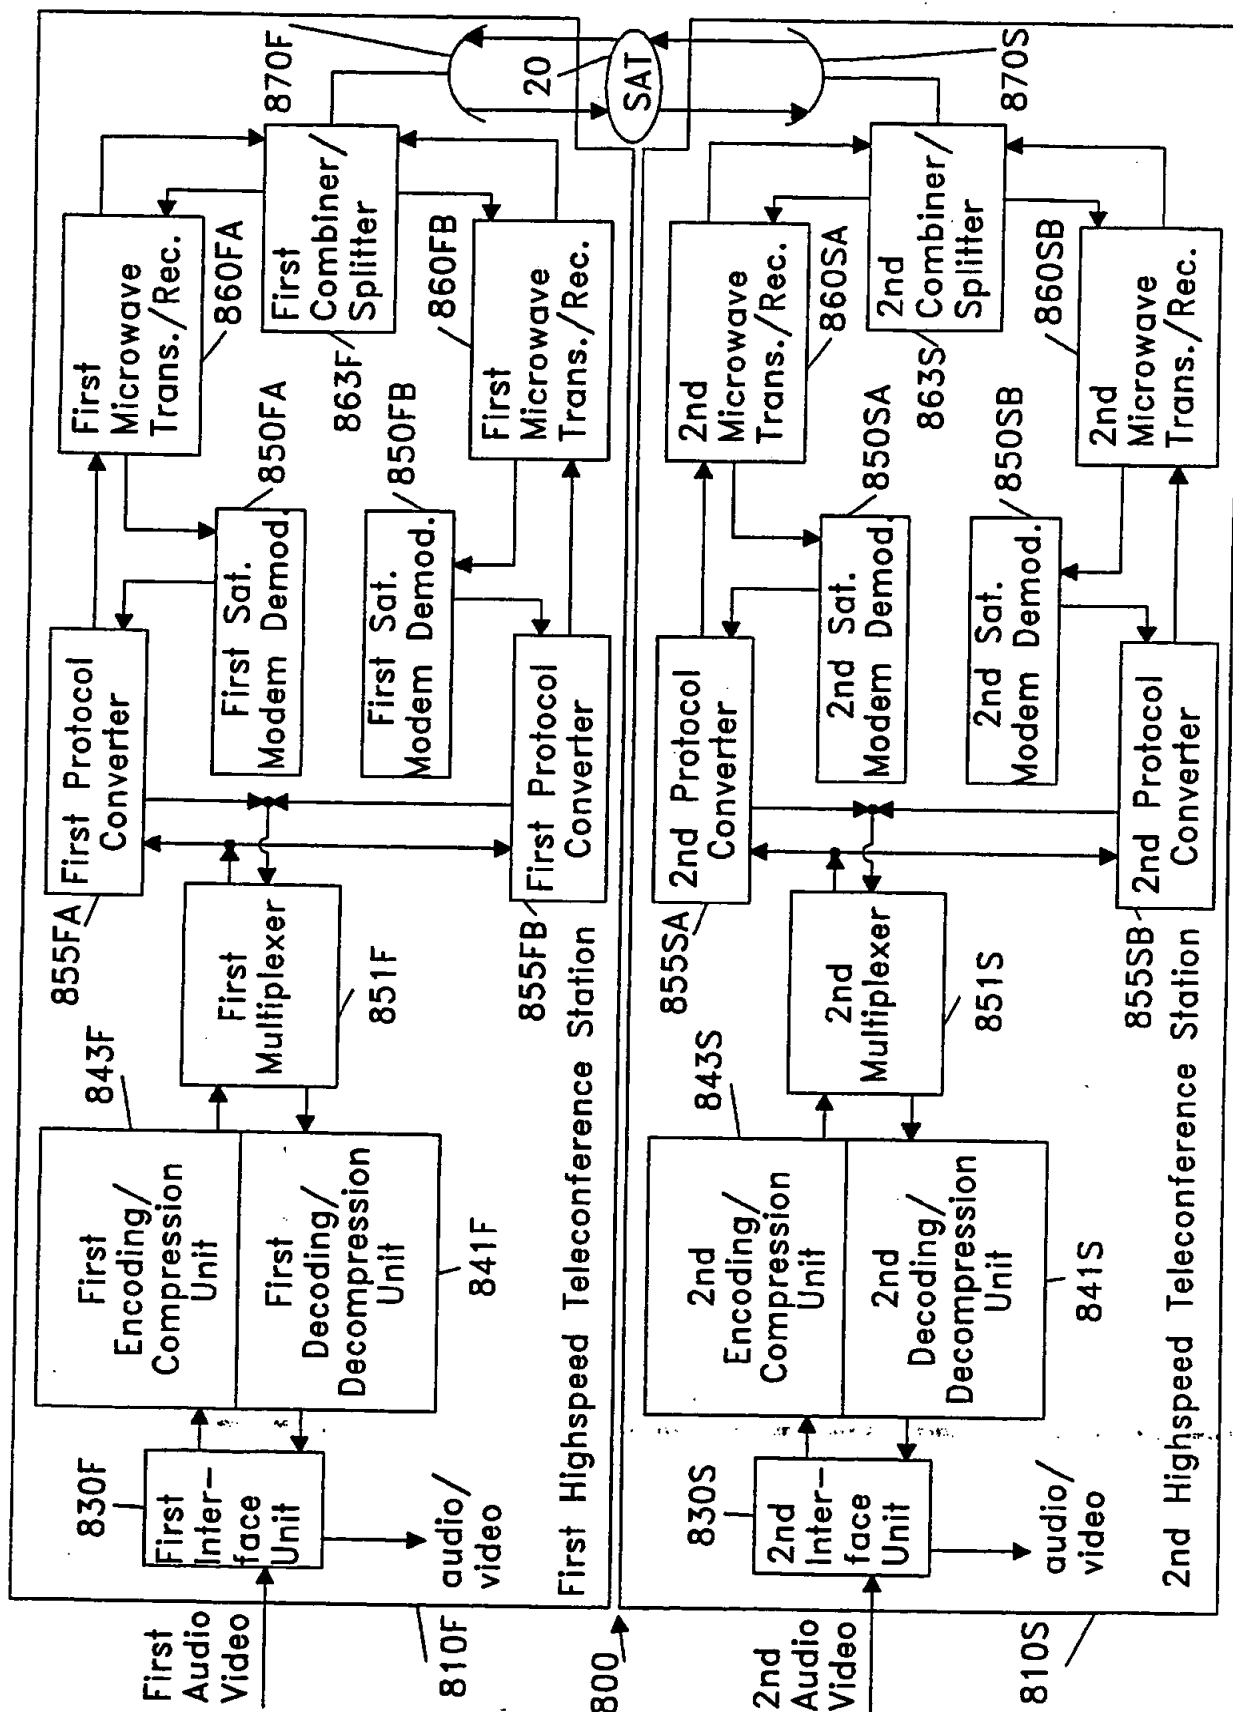 First
Audio
Video
810F
830F
First
Inter-
face
Unit
audio/
video
843F
First
Encoding/
Compression
Unit
First
Decoding/
Decompression
Unit
841F
First
Multiplexer
851F
855FA
First Protocol
Converter
855FB
First Protocol
Converter
First Sat.
Modem Demod.
850FA
First Sat.
Modem Demod.
850FB
First
Microwave
Trans./Rec.
860FA
First
Microwave
Trans./Rec.
860FB
First
Combiner/
Splitter
863F
870F
20
SAT
First Highspeed Teleconference Station
800
2nd
Audio
Video
810S
830S
2nd
Inter-
face
Unit
audio/
video
843S
2nd
Encoding/
Compression
Unit
2nd
Decoding/
Decompression
Unit
841S
2nd
Multiplexer
851S
855SA
2nd Protocol
Converter
855SB
2nd Protocol
Converter
2nd Sat.
Modem Demod.
850SA
2nd Sat.
Modem Demod.
850SB
2nd
Microwave
Trans./Rec.
860SA
2nd
Microwave
Trans./Rec.
860SB
2nd
Combiner/
Splitter
863S
870S
2nd Highspeed Teleconference Station